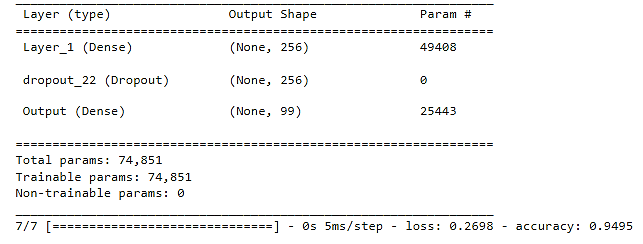 _________________________________________________________________
Layer (type) Output Shape Param #
=================================================================
Layer_1 (Dense) (None, 256) 49408
dropout_22 (Dropout) (None, 256) 0
Output (Dense) (None, 99) 25443
=================================================================
Total params: 74,851
Trainable params: 74,851
Non-trainable params: 0
_________________________________________________________________
7/7 [==============================] - 0s 5ms/step - loss: 0.2698 - accuracy: 0.9495